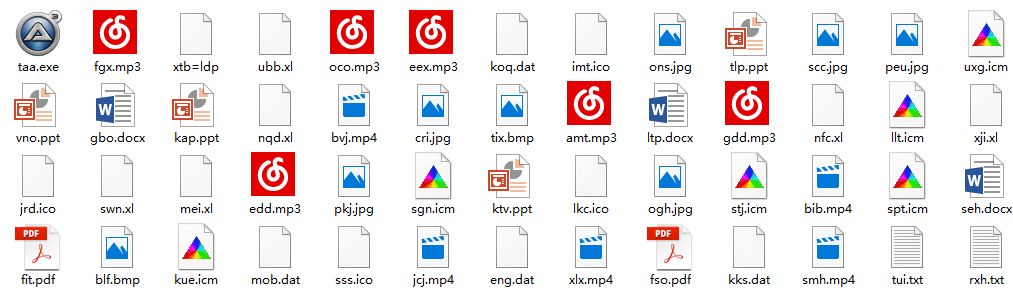 taa.exe fgx.mp3 xtb=ldp ubb.xl oco.mp3 eex.mp3 koq.dat imt.ico ons.jpg tlp.ppt scc.jpg peu.jpg uxg.icm
vno.ppt gbo.docx kap.ppt nqd.xl bvj.mp4 cri.jpg tix.bmp amt.mp3 ltp.docx gdd.mp3 nfc.xl llt.icm xji.xl
jrd.ico swn.xl mei.xl edd.mp3 pkj.jpg sgn.icm ktv.ppt lkc.ico ogh.jpg stj.icm bib.mp4 spt.icm seh.docx
PDF PDF
fit.pdf blf.bmp kue.icm mob.dat sss.ico jcj.mp4 eng.dat xlx.mp4 fso.pdf kks.dat smh.mp4 tui.txt rxh.txt